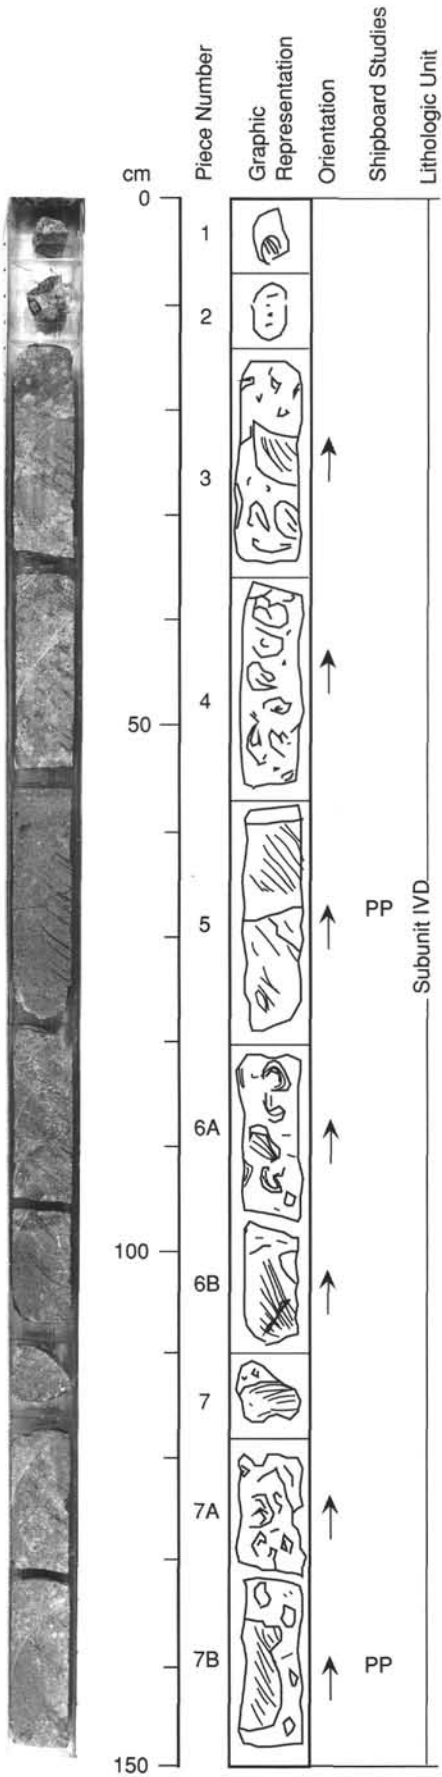 cm
Piece Number
Graphic
Representation
Orientation
Shipboard Studies
Lithologic Unit
0
1
2
3
4
50
5
PP
Subunit IVD
6A
100
6B
7
7A
7B
PP
150